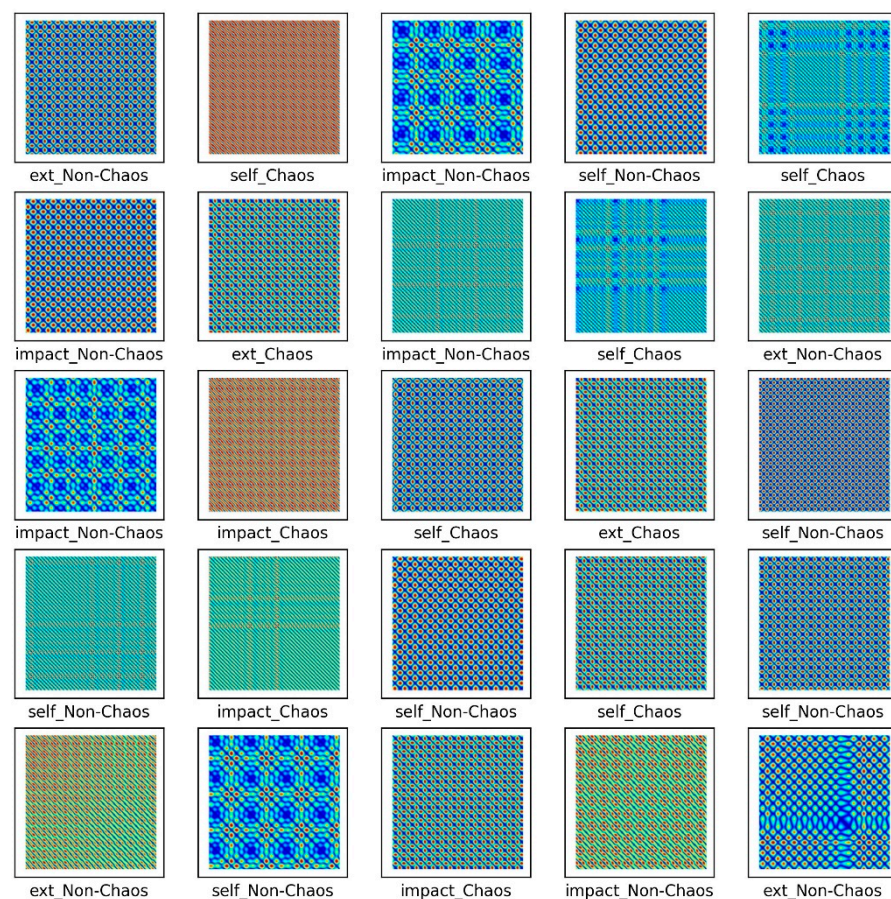 ext_Non-Chaos self_Chaos impact_Non-Chaos self_Non-Chaos self_Chaos
impact_Non-Chaos ext_Chaos impact_Non-Chaos self_Chaos ext_Non-Chaos
impact_Non-Chaos impact_Chaos self_Chaos ext_Chaos self_Non-Chaos
self_Non-Chaos impact_Chaos self_Non-Chaos self_Chaos self_Non-Chaos
ext_Non-Chaos self_Non-Chaos impact_Chaos impact_Non-Chaos ext_Non-Chaos